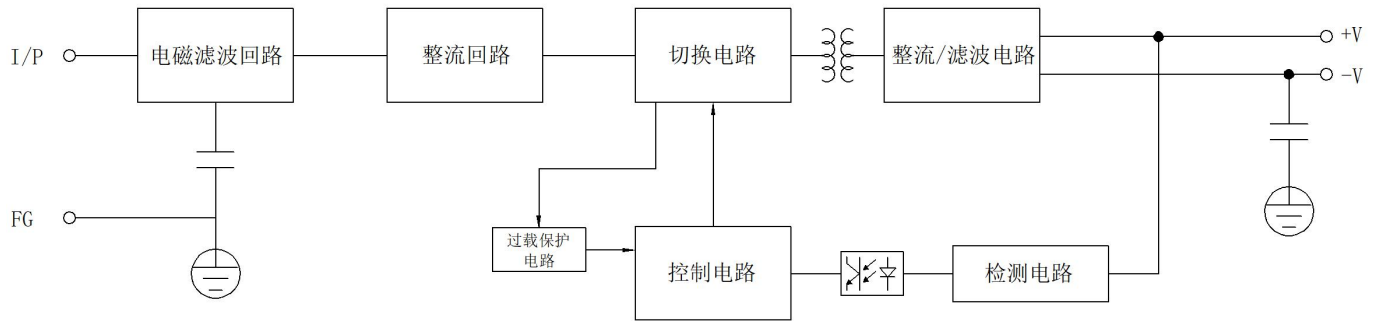 I/P
电磁滤波回路
整流回路
切换电路
整流/滤波电路
+V
-V
FG
过载保护
电路
控制电路
检测电路